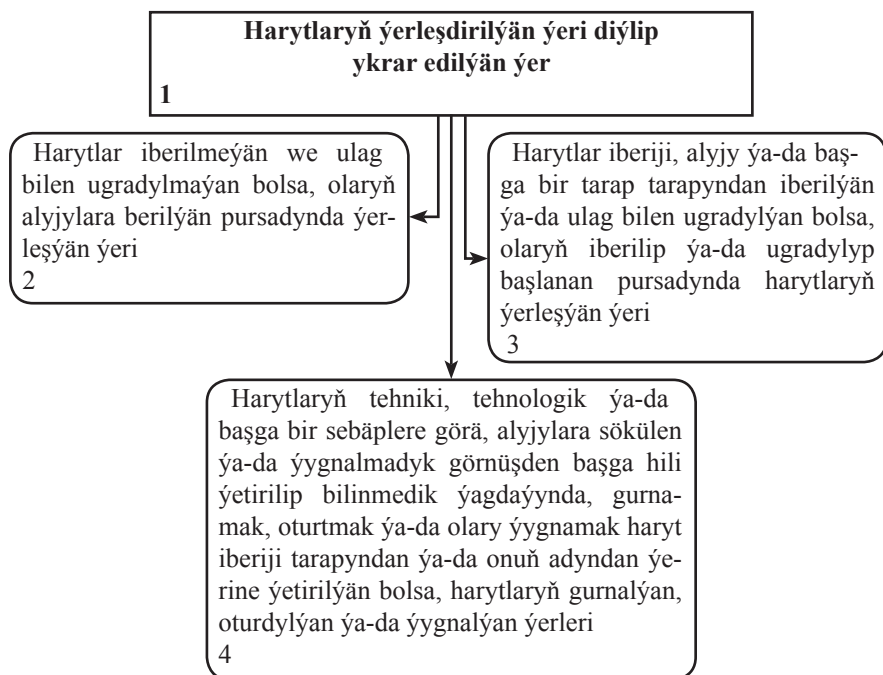 Harytlaryň ýerleşdirilýän ýeri diýlip
ykrar edilýän ýer
1
Harytlar iberilmeýän we ulag
bilen ugradylmaýan bolsa, olaryň
alyjylara berilýän pursadynda ýer-
leşýän ýeri
2
Harytlar iberiji, alyjy ýa-da baş-
ga bir tarap tarapyndan iberilýän
ýa-da ulag bilen ugradylýan bolsa,
olaryň iberilip ýa-da ugradylyp
başlanan pursadynda harytlaryň
ýerleşýän ýeri
3
Harytlaryň tehniki, tehnologik ýa-da
başga bir sebäplere görä, alyjylara sökülen
ýa-da ýygnalmadyk görnüşden başga hili
ýetirilip bilinmedik ýagdaýynda, gurna-
mak, oturtmak ýa-da olary ýygnamak haryt
iberiji tarapyndan ýa-da onuň adyndan ýe-
rine ýetirilýän bolsa, harytlaryň gurnalýan,
oturdylýan ýa-da ýygnalýan ýerleri
4